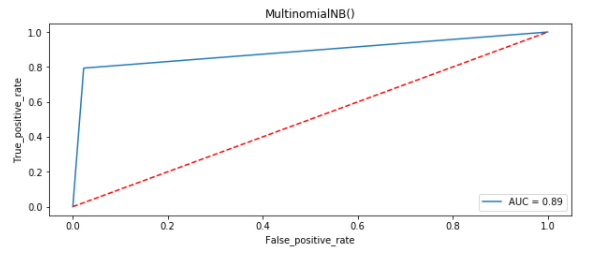 MultinomialNB()
1.0
0.8
0.6
0.4
0.2
0.0
True_positive_rate
AUC = 0.89
0.0 0.2 0.4 0.6 0.8 1.0
False_positive_rate